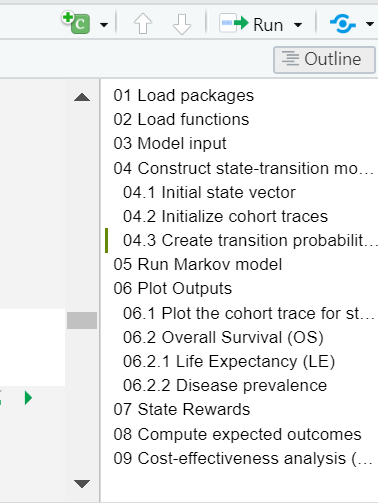 Run
Outline
01 Load packages
02 Load functions
03 Model input
04 Construct state-transition mo...
04.1 Initial state vector
04.2 Initialize cohort traces
04.3 Create transition probabilit...
05 Run Markov model
06 Plot Outputs
06.1 Plot the cohort trace for st...
06.2 Overall Survival (OS)
06.2.1 Life Expectancy (LE)
06.2.2 Disease prevalence
07 State Rewards
08 Compute expected outcomes
09 Cost-effectiveness analysis (...